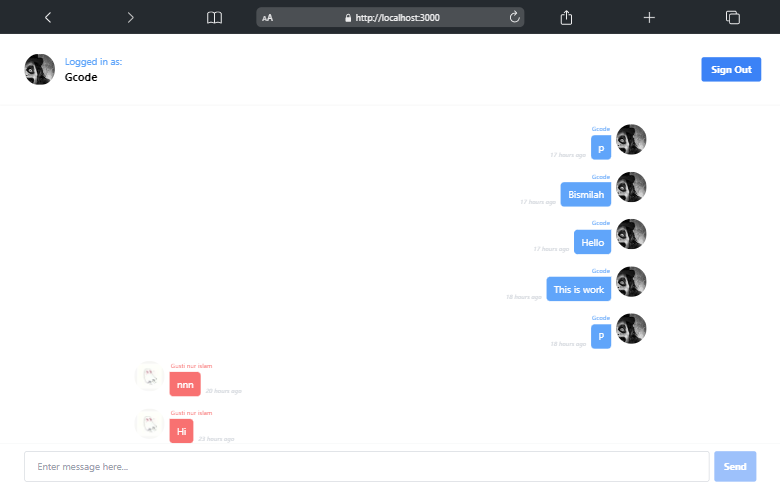 AA
http://localhost:3000
Logged in as:
Gcode
Sign Out
Gcode
p
17 hours ago
Gcode
Bismilah
17 hours ago
Gcode
Hello
17 hours ago
Gcode
This is work
18 hours ago
Gcode
p
18 hours ago
Gusti nur islam
nnn
20 hours ago
Gusti nur islam
Hi
23 hours ago
Enter message here...
Send